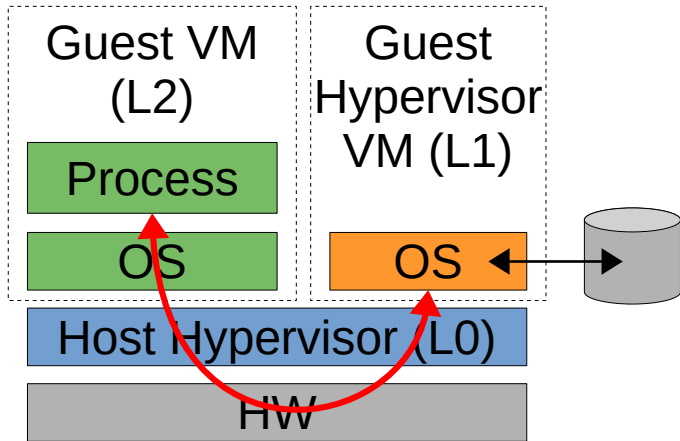 Guest VM
(L2)
Process
OS
Guest
Hypervisor
VM (L1)
OS
Host Hypervisor (L0)
HW